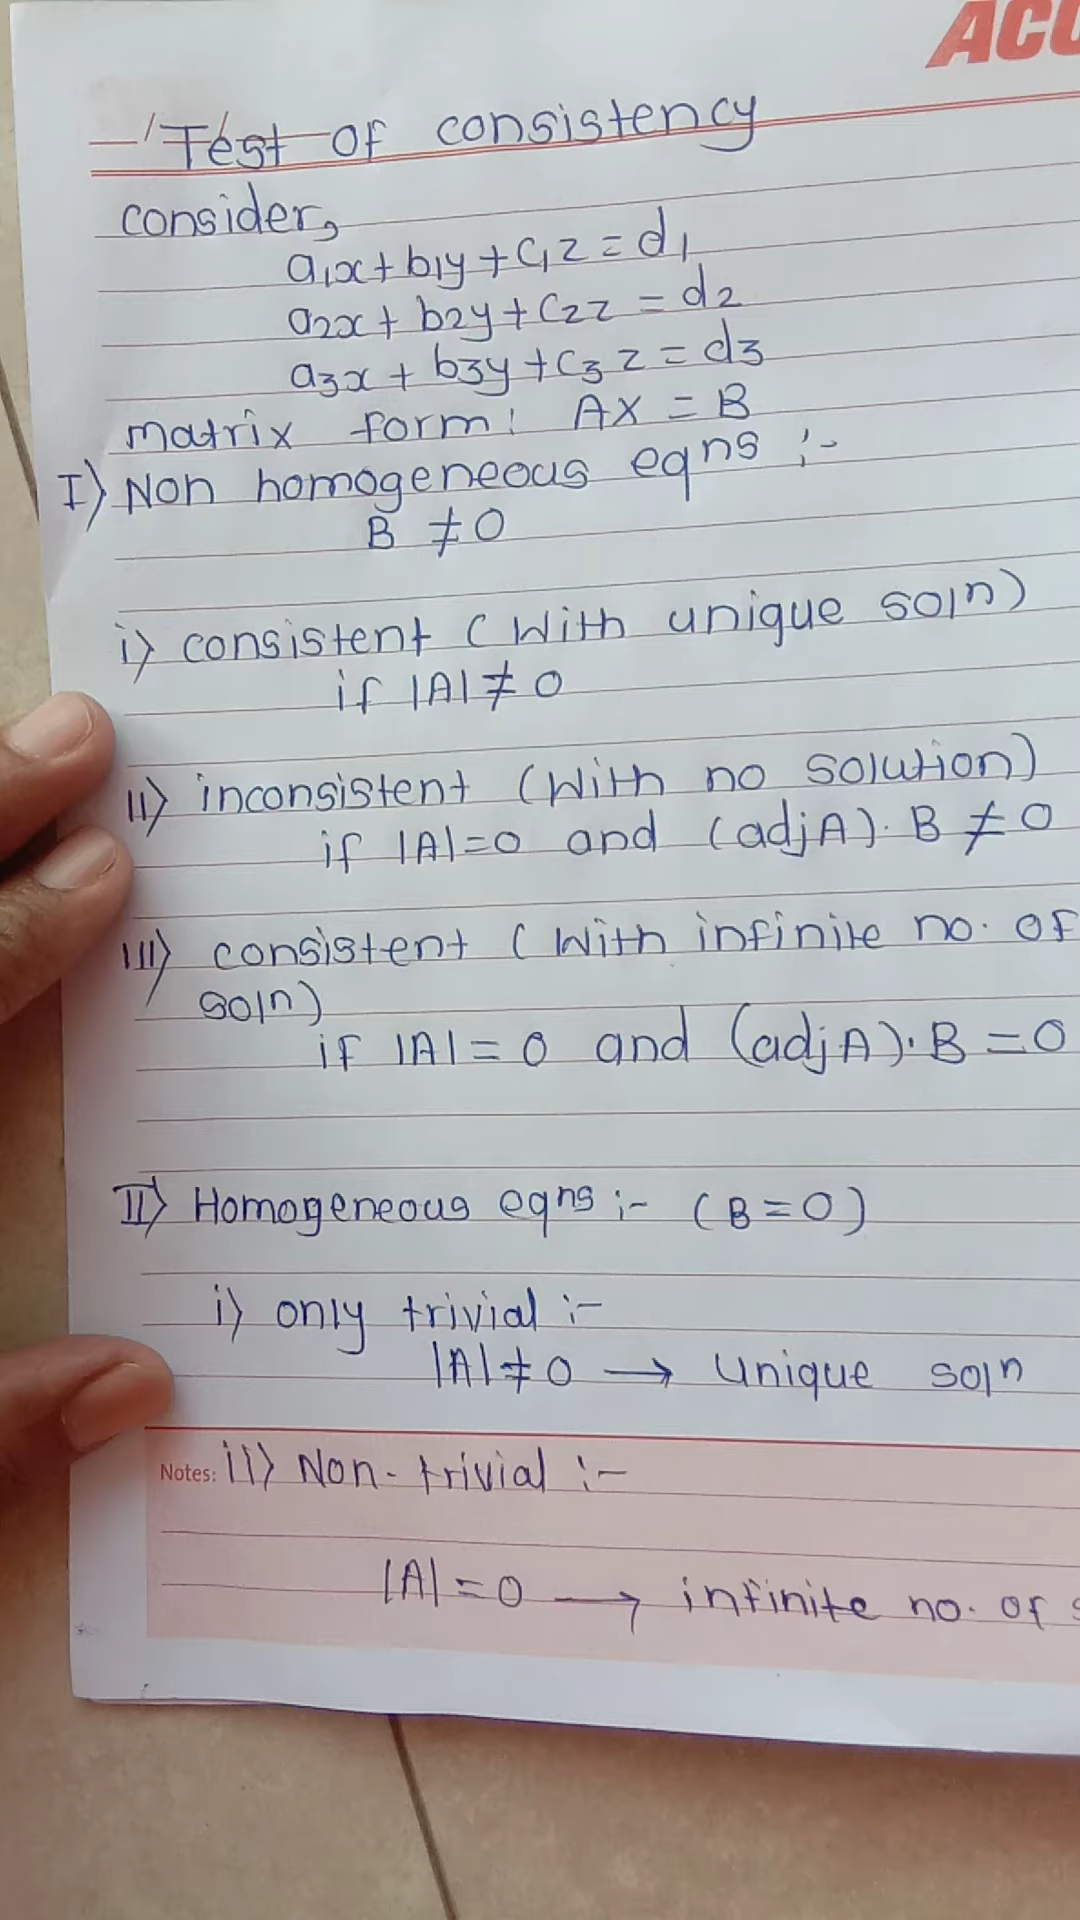 ACC
Test of consistency
consider,
a1x + b1y + c1z = d1
a2x + b2y + c2z = d2
a3x + b3y + c3z = d3
matrix form: AX = B
I) Non homogeneous eqns :-
B ≠ 0
i) consistent (With unique soln)
if |A| ≠ 0
ii) inconsistent (With no solution)
if |A|=0 and (adjA). B ≠ 0
iii) consistent (With infinite no. of
soln)
if |A| = 0 and (adjA). B = 0
II) Homogeneous eqns :- (B=0)
i) only trivial :-
|A| ≠ 0 → unique soln
Notes: ii) Non-trivial :-
|A| = 0 → infinite no. of s